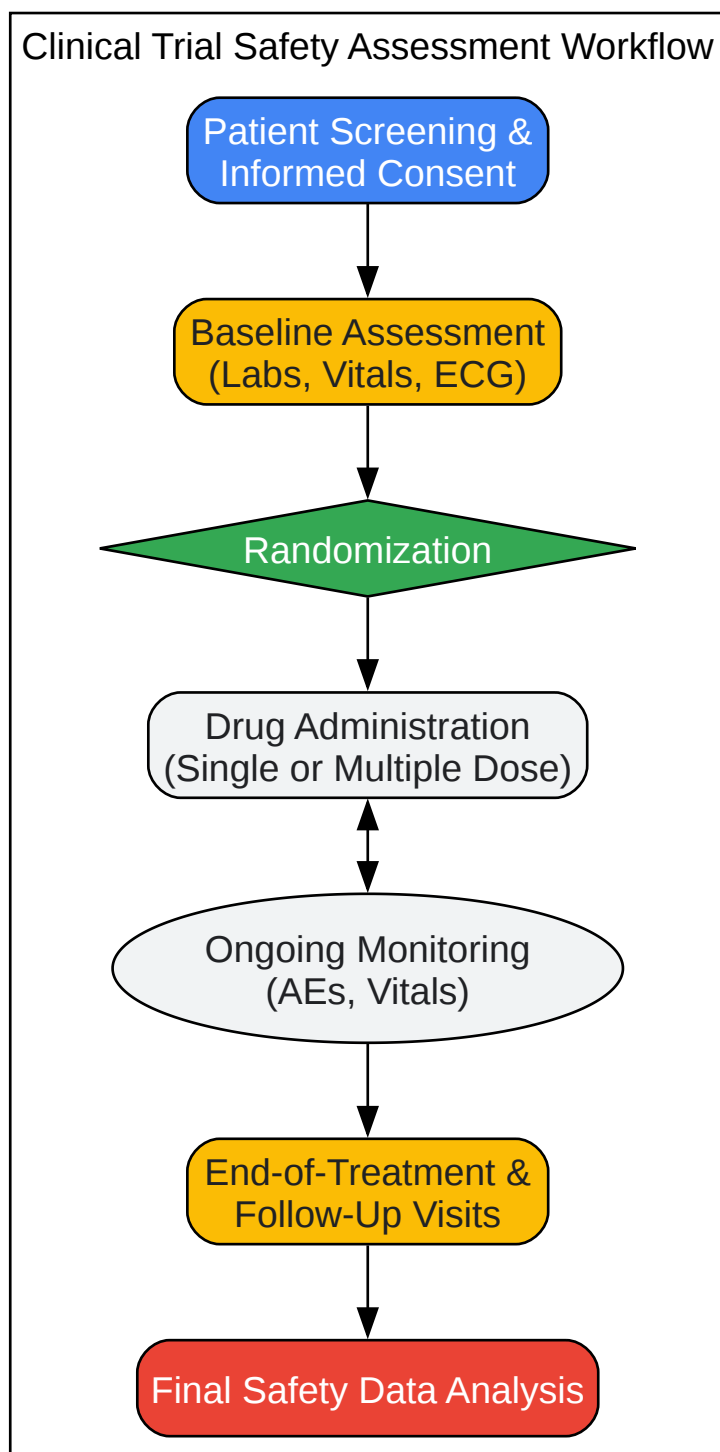 Clinical Trial Safety Assessment Workflow
Patient Screening &
Informed Consent
Baseline Assessment
(Labs, Vitals, ECG)
Randomization
Drug Administration
(Single or Multiple Dose)
Ongoing Monitoring
(AEs, Vitals)
End-of-Treatment &
Follow-Up Visits
Final Safety Data Analysis